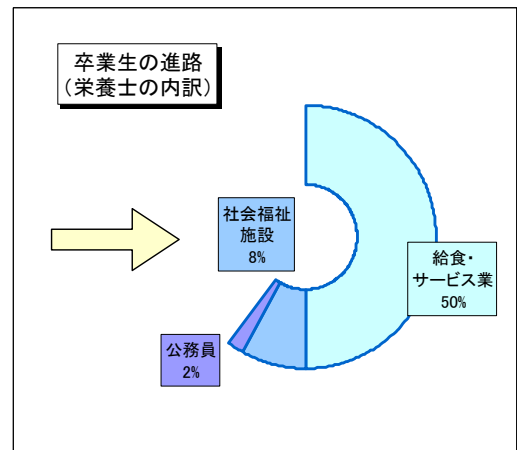 卒業生の進路
（栄養士の内訳）
社会福祉
施設
8%
給食・
サービス業
50%
公務員
2%